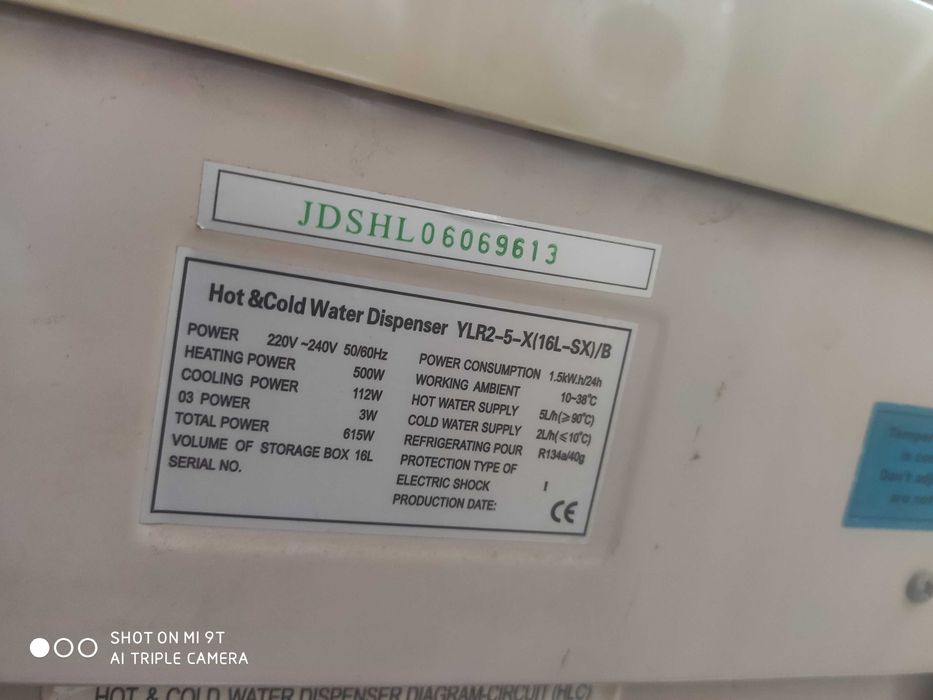 JDSHL06069613
Hot &Cold Water Dispenser YLR2-5-X(16L-SX)/B
POWER 220V ~240V 50/60Hz
HEATING POWER 500W
COOLING POWER 112W
03 POWER 3W
TOTAL POWER 615W
VOLUME OF STORAGE BOX 16L
SERIAL NO.
POWER CONSUMPTION 1.5kW.h/24h
WORKING AMBIENT 10~38℃
HOT WATER SUPPLY 5L/h(≥90℃)
COLD WATER SUPPLY 2L/h(≤10℃)
REFRIGERATING POUR R134a/40g
PROTECTION TYPE OF
ELECTRIC SHOCK I
PRODUCTION DATE:
CE
is
Don't
are
SHOT ON MI 9T
AI TRIPLE CAMERA
HOT & COLD WATER DISPENSER DIAGRAM-CIRCUIT (HLC)